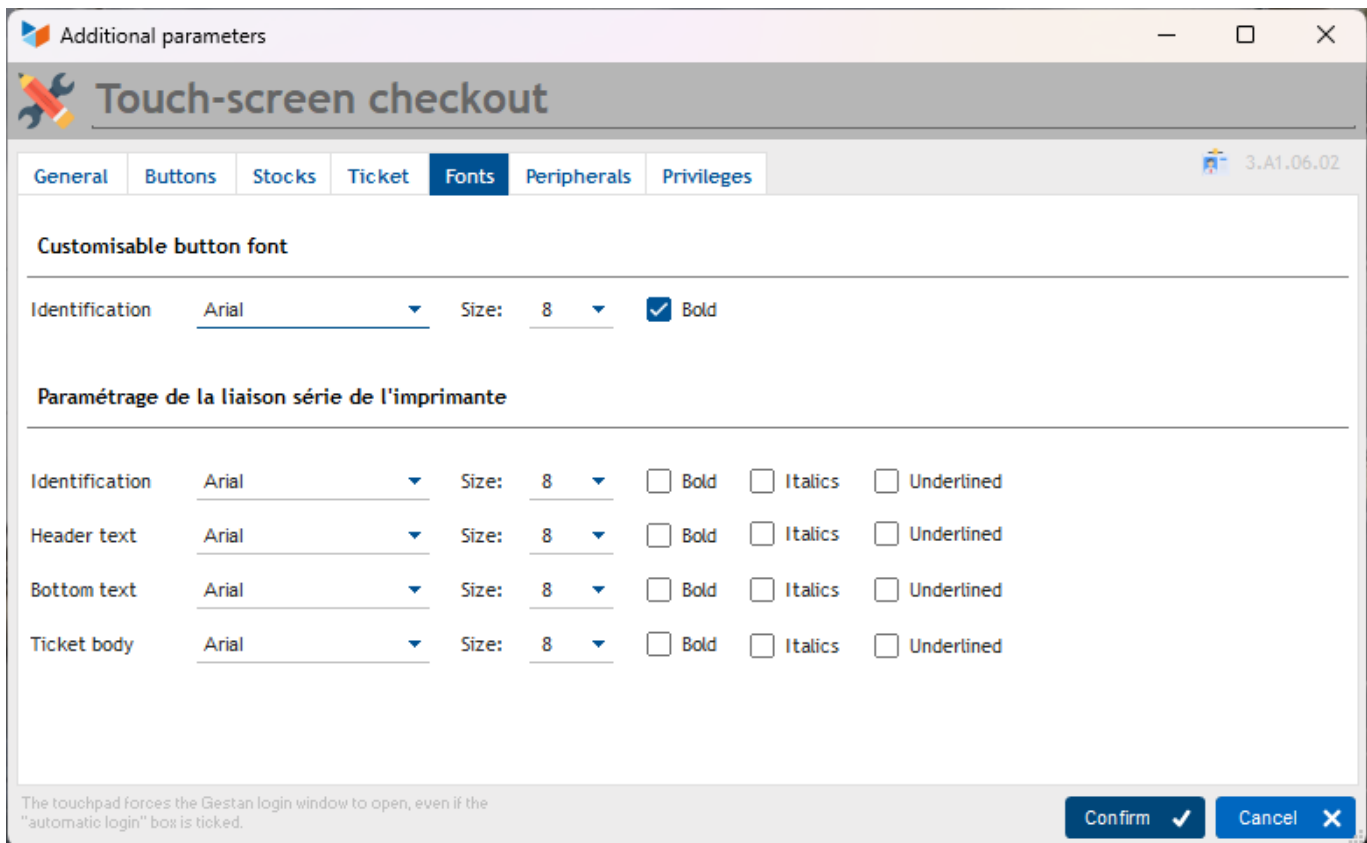 Additional parameters
Touch-screen checkout
General Buttons Stocks Ticket Fonts Peripherals Privileges
3.A1.06.02
Customisable button font
Identification Arial Size: 8 Bold
Paramétrage de la liaison série de l'imprimante
Identification Arial Size: 8 Bold Italics Underlined
Header text Arial Size: 8 Bold Italics Underlined
Bottom text Arial Size: 8 Bold Italics Underlined
Ticket body Arial Size: 8 Bold Italics Underlined
The touchpad forces the Gestan login window to open, even if the
"automatic login" box is ticked.
Confirm Cancel